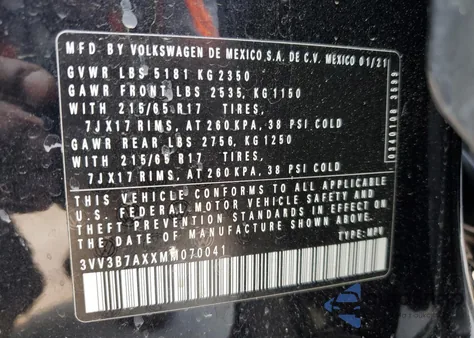 MFD BY VOLKSWAGEN DE MEXICO S.A. DE C.V. MEXICO 01/21
GVWR LBS 5181 KG 2350
GAWR FRONT LBS 2535, KG 1150
WITH 215/65 R17 TIRES,
7JX17 RIMS, AT 260 KPA, 38 PSI COLD
GAWR REAR LBS 2756, KG 1250
WITH 215/65 R17 TIRES,
7JX17 RIMS, AT 260 KPA, 38 PSI COLD
THIS VEHICLE CONFORMS TO ALL APPLICABLE
U.S. FEDERAL MOTOR VEHICLE SAFETY AND
THEFT PREVENTION STANDARDS IN EFFECT ON
THE DATE OF MANUFACTURE SHOWN ABOVE.
3VV3B7AXXMM070041
TYPE: MPV